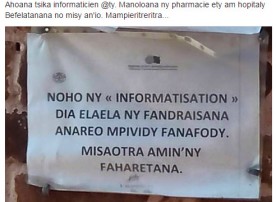 Ahoana tsika informaticien @ty. Manoloana ny pharmacie ety am hopitaly
Befelatanana no misy an'io. Mampieritreritra...
NOHO NY « INFORMATISATION »
DIA ELAELA NY FANDRAISANA
ANAREO MPIVIDY FANAFODY.
MISAOTRA AMIN'NY
FAHARETANA.